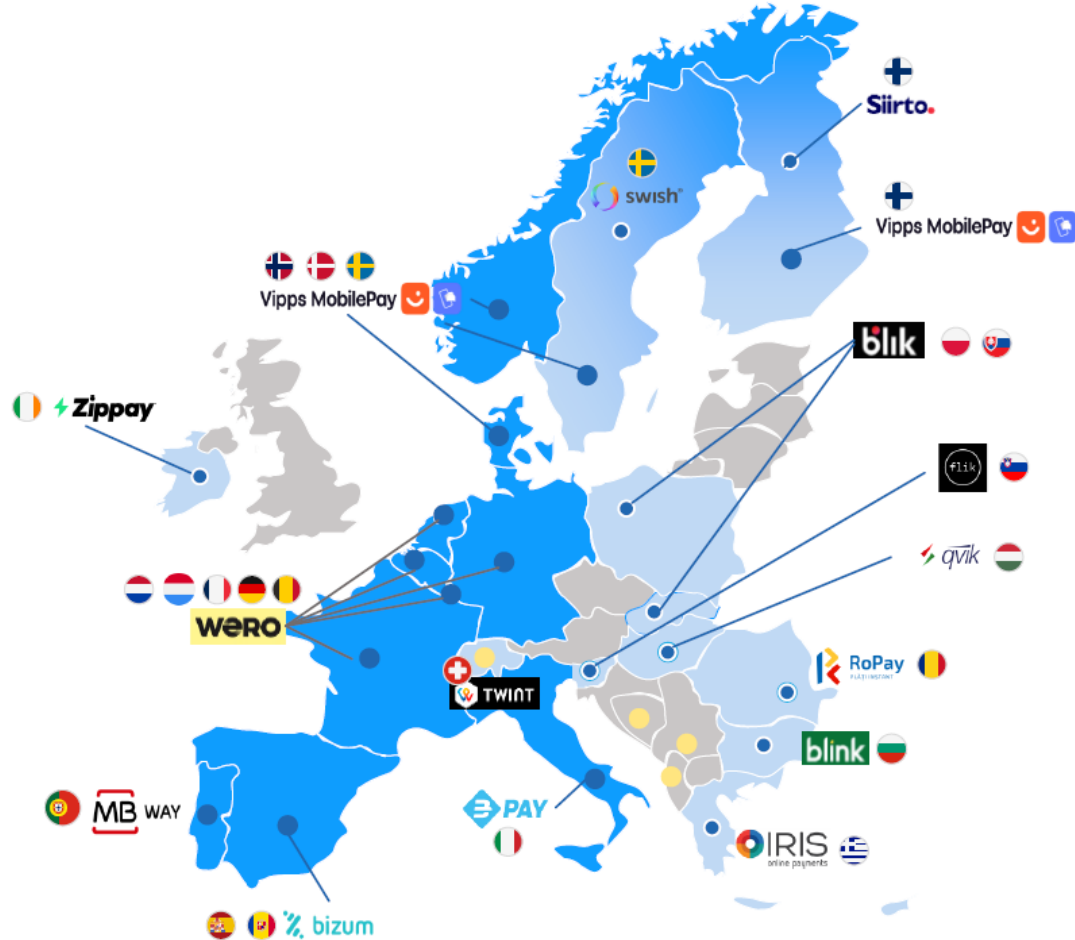 Siirto.
swish
Vipps MobilePay
Vipps MobilePay
blik
Zippay
flik
qvik
wero
RoPay
PLĂȚI INSTANT
TWINT
blink
MB WAY
B PAY
IRIS
online payments
bizum